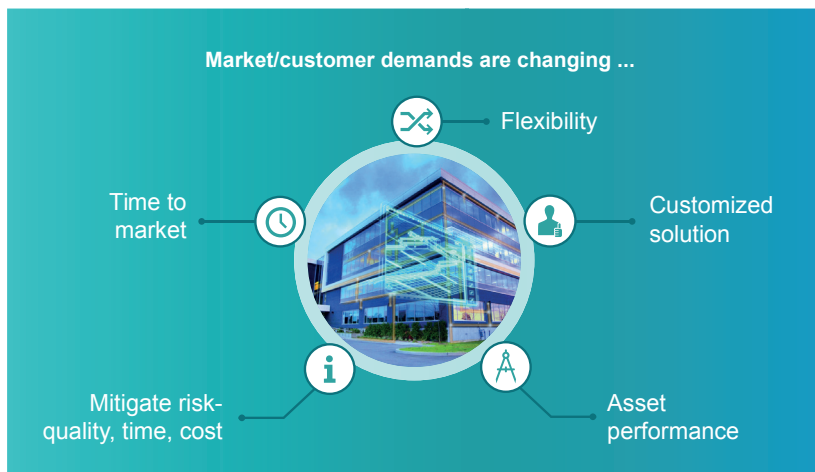 Market/customer demands are changing ...
Flexibility
Time to
market
Customized
solution
Mitigate risk-
quality, time, cost
Asset
performance